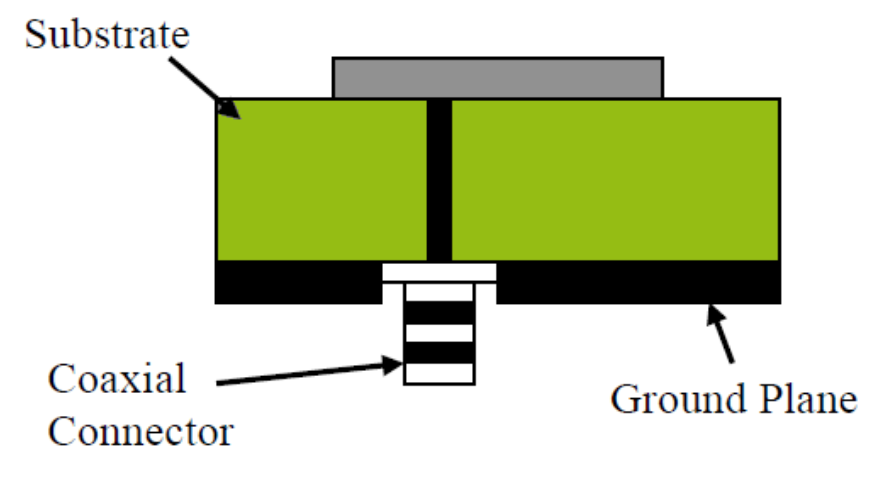 Substrate
Coaxial
Connector
Ground Plane